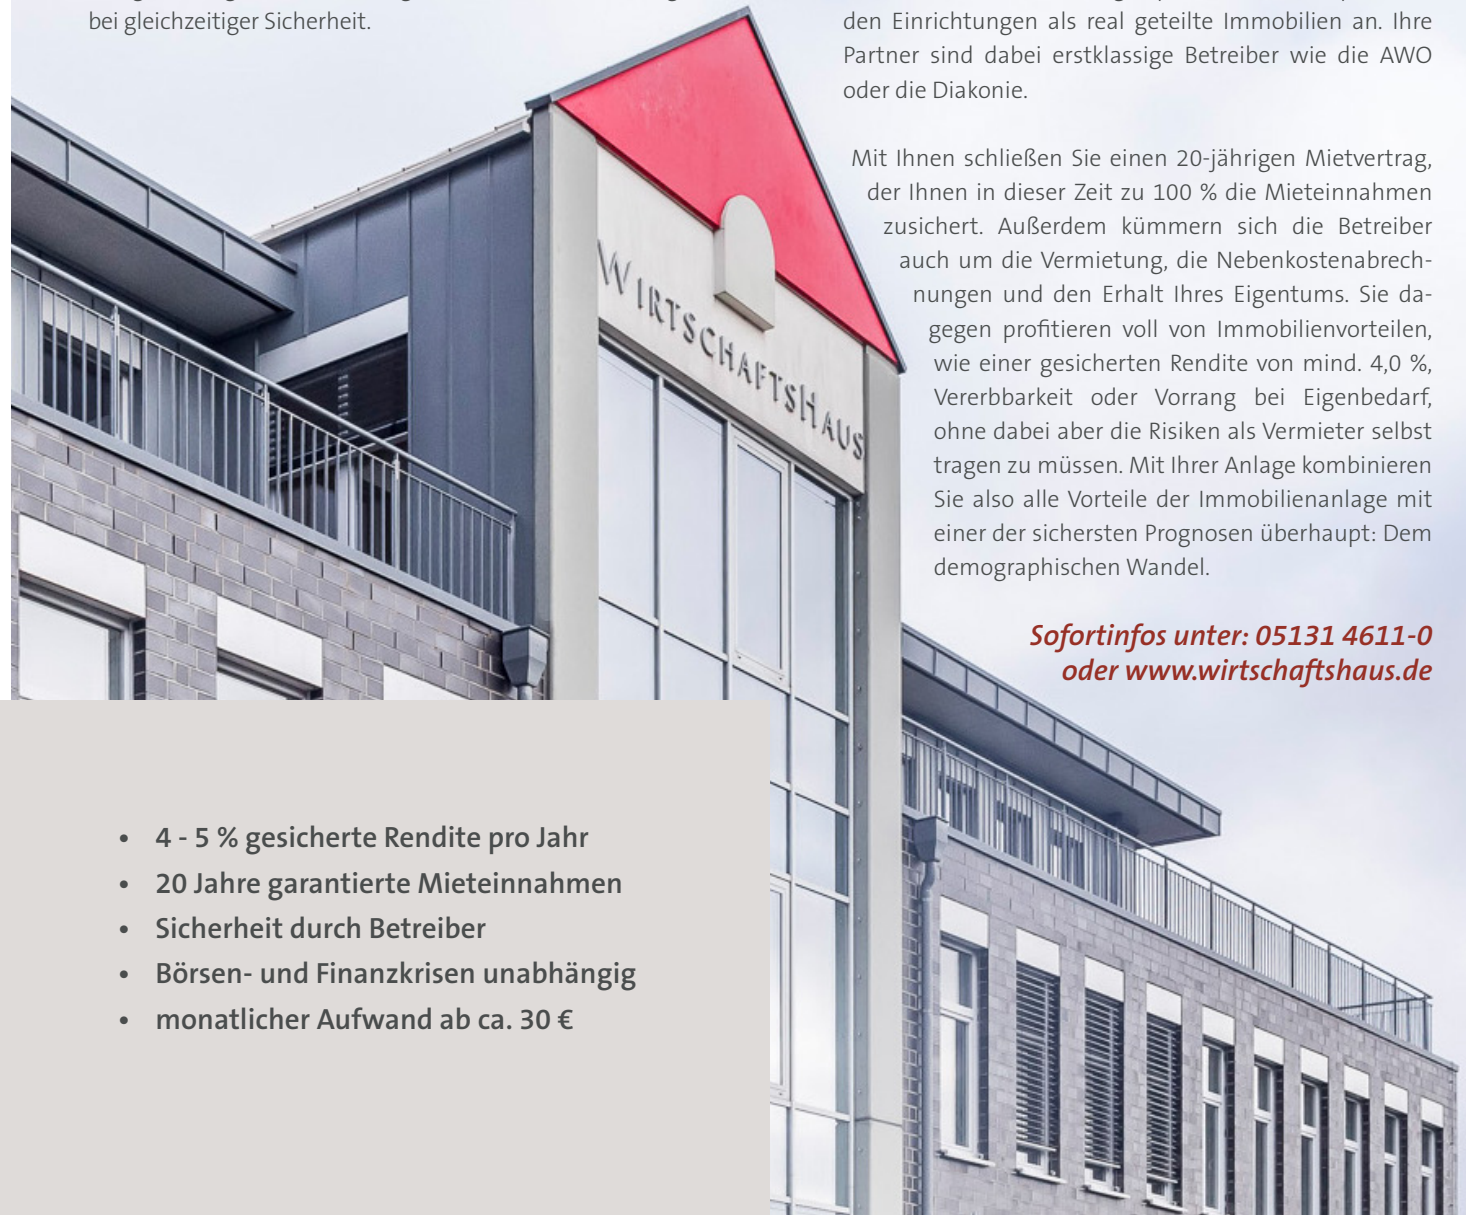 bei gleichzeitiger Sicherheit.
den Einrichtungen als real geteilte Immobilien an. Ihre
Partner sind dabei erstklassige Betreiber wie die AWO
oder die Diakonie.
Mit Ihnen schließen Sie einen 20-jährigen Mietvertrag,
der Ihnen in dieser Zeit zu 100 % die Mieteinnahmen
zusichert. Außerdem kümmern sich die Betreiber
auch um die Vermietung, die Nebenkostenabrech-
nungen und den Erhalt Ihres Eigentums. Sie da-
gegen profitieren voll von Immobilienvorteilen,
wie einer gesicherten Rendite von mind. 4,0 %,
Vererbbarkeit oder Vorrang bei Eigenbedarf,
ohne dabei aber die Risiken als Vermieter selbst
tragen zu müssen. Mit Ihrer Anlage kombinieren
Sie also alle Vorteile der Immobilienanlage mit
einer der sichersten Prognosen überhaupt: Dem
demographischen Wandel.
Sofortinfos unter: 05131 4611-0
oder www.wirtschaftshaus.de
WIRTSCHAFTSHAUS
• 4 - 5 % gesicherte Rendite pro Jahr
• 20 Jahre garantierte Mieteinnahmen
• Sicherheit durch Betreiber
• Börsen- und Finanzkrisen unabhängig
• monatlicher Aufwand ab ca. 30 €